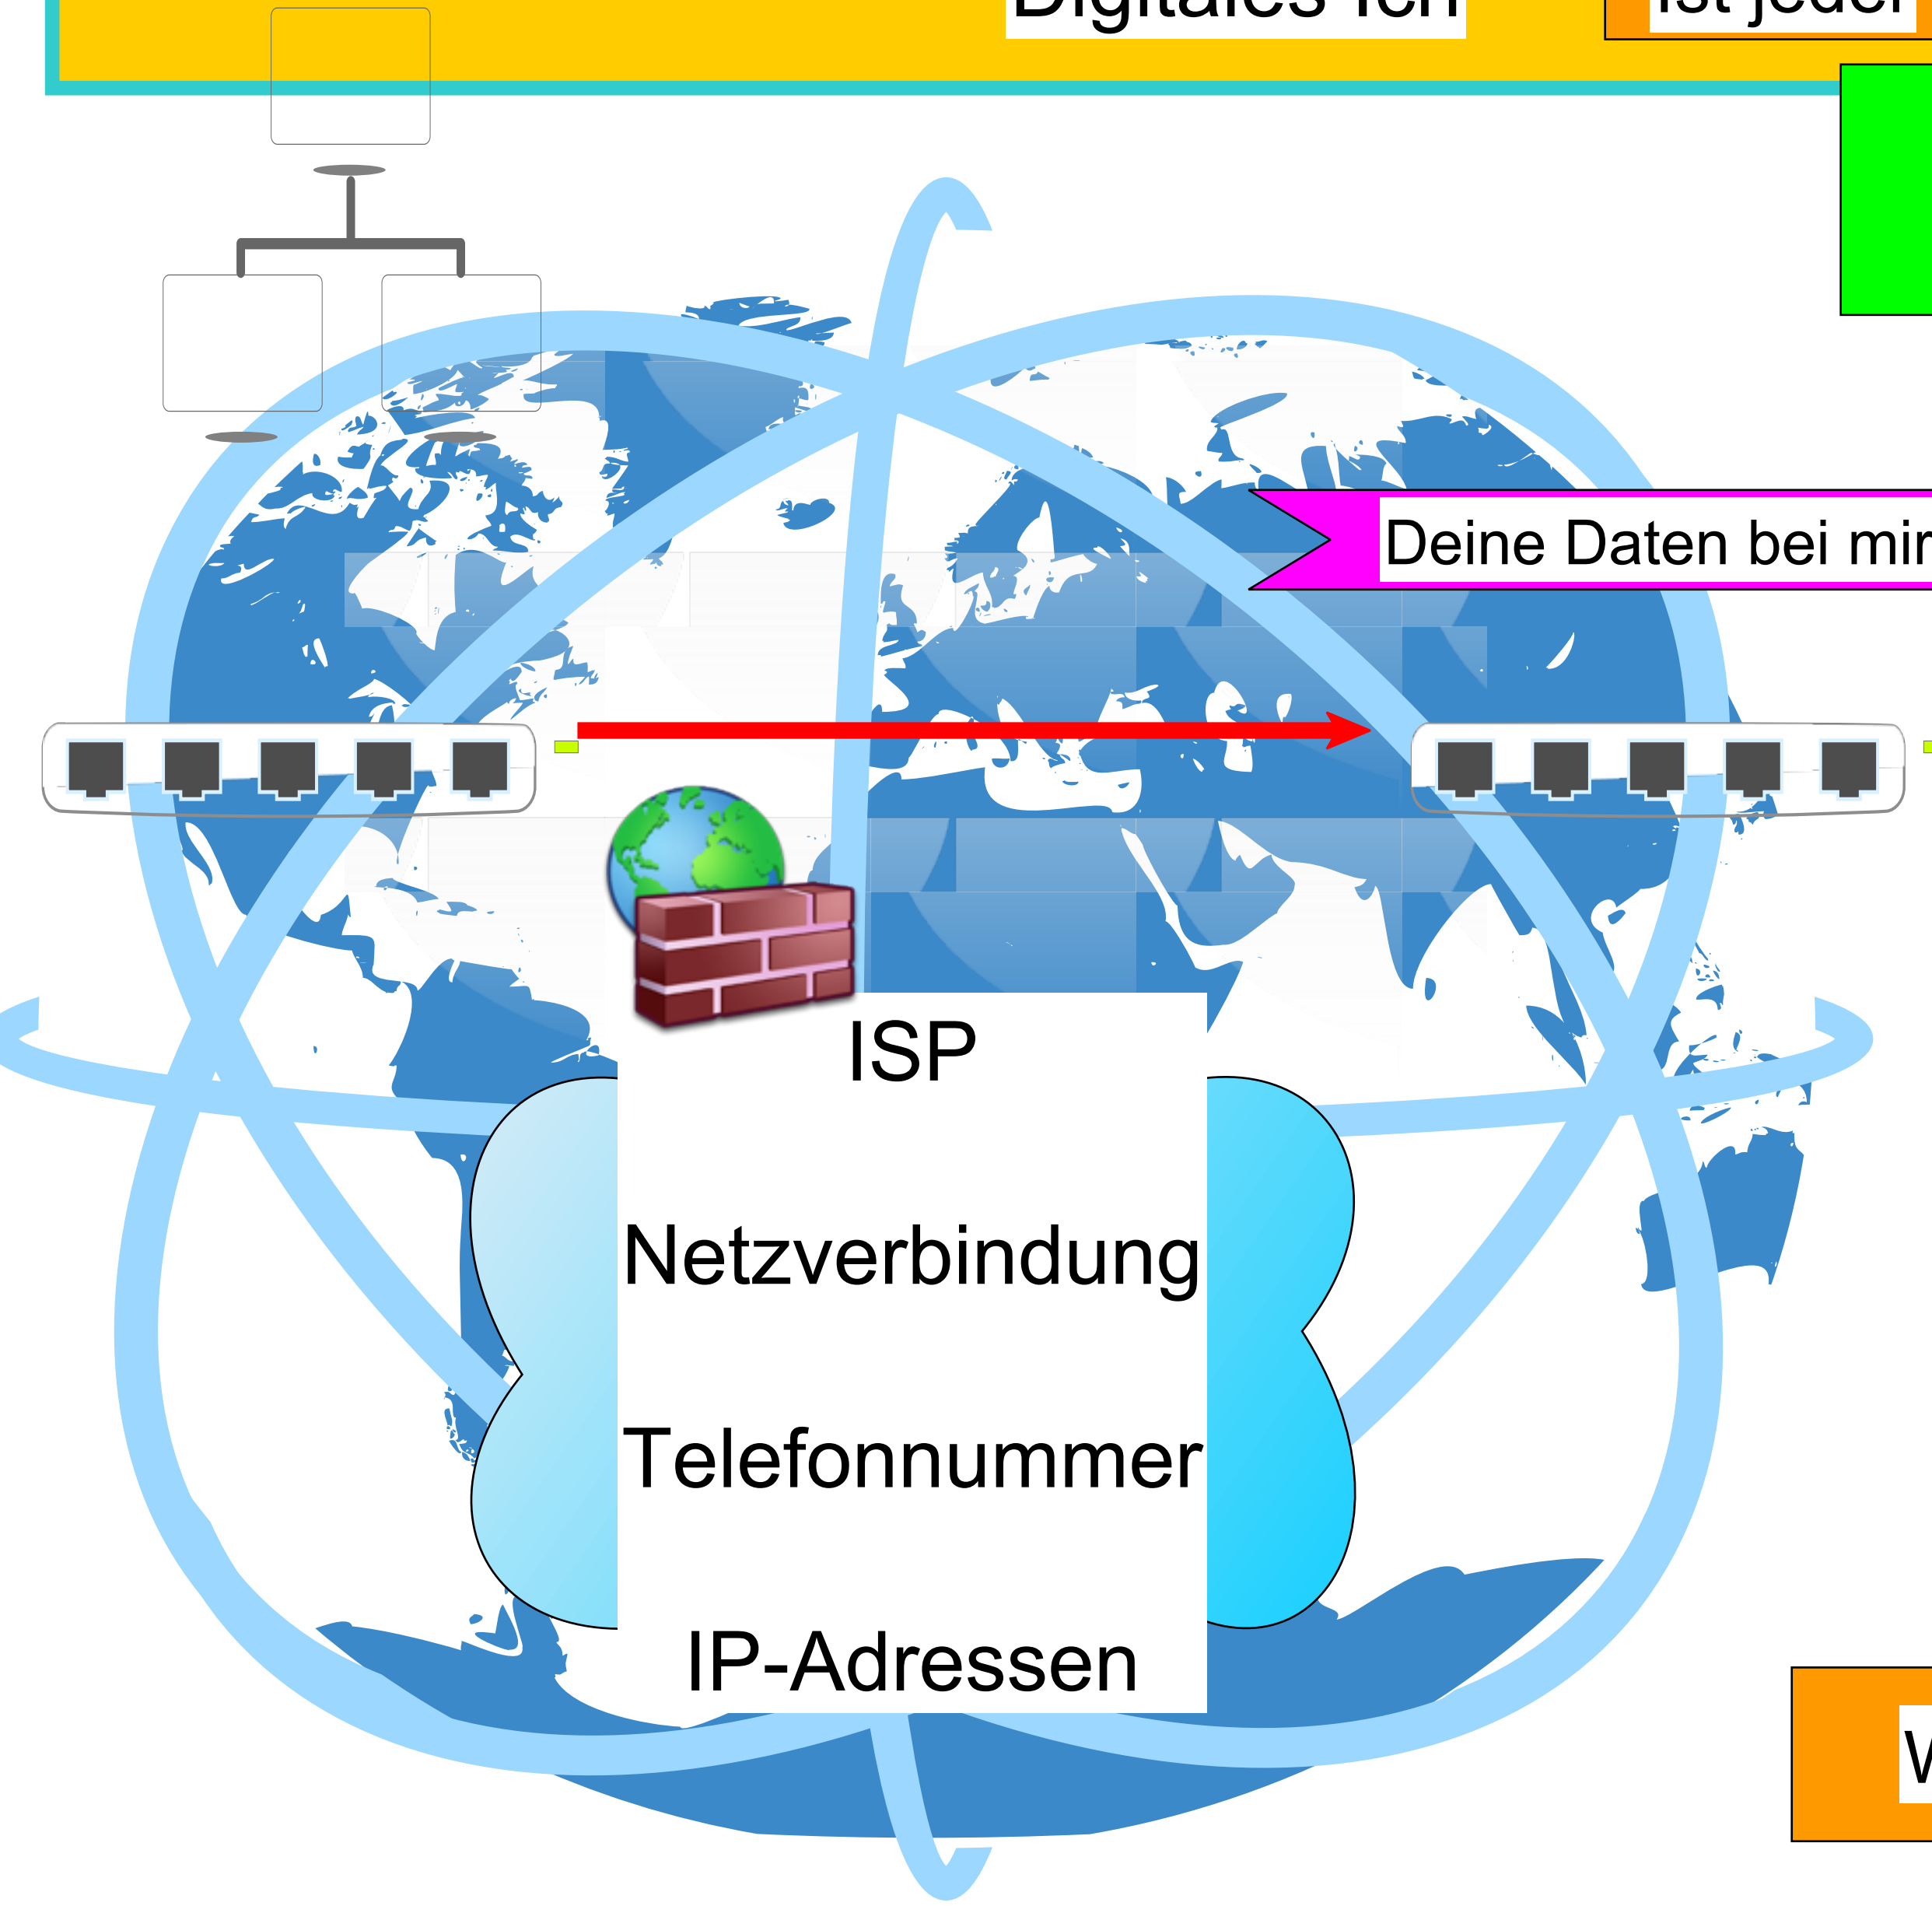 Digitales Ich
ist jeder
Deine Daten bei mir
ISP
Netzverbindung
Telefonnummer
IP-Adressen